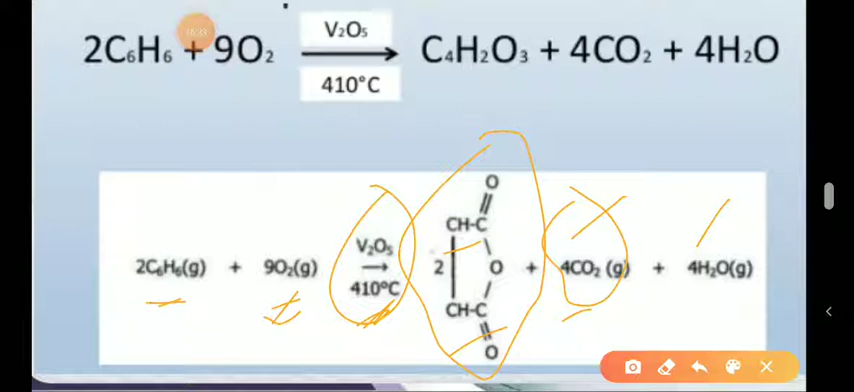 V₂O₅
2C₆H₆ + 9O₂ → C₄H₂O₃ + 4CO₂ + 4H₂O
410°C
O
CH-C
V₂O₅
2C₆H₆(g) + 9O₂(g) → 2 O + 4CO₂ (g) + 4H₂O(g)
410°C
CH-C
O